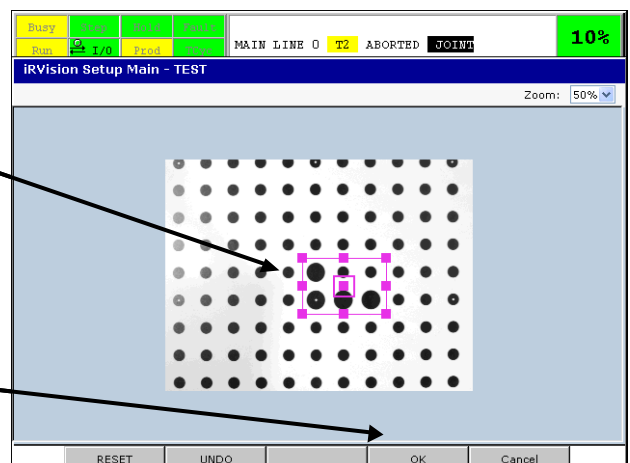 Busy Step Hold Fault
Run I/O Prod TCyc
MAIN LINE 0 T2 ABORTED JOINT
10%
iRVision Setup Main - TEST
Zoom: 50%
RESET UNDO OK Cancel